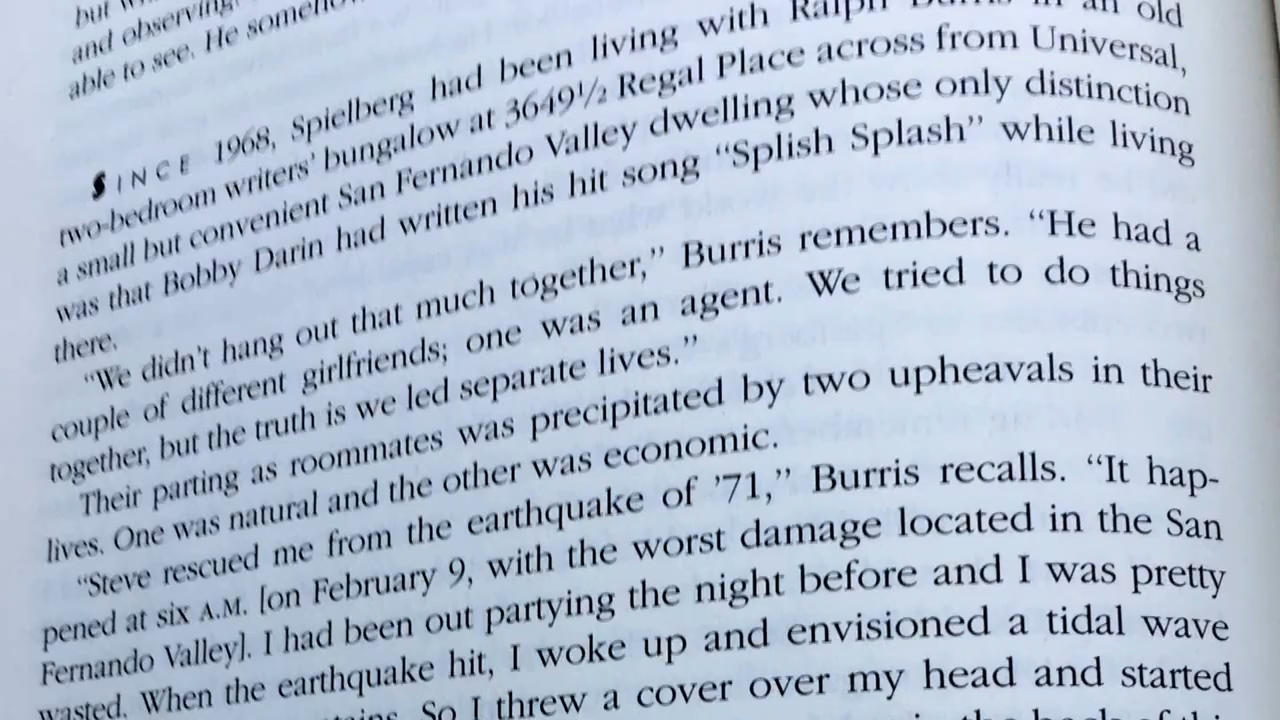 but
and observing
able to see. He somehow
SINCE 1968, Spielberg had been living with Ralph Burris in an old
two-bedroom writers' bungalow at 3649½ Regal Place across from Universal,
a small but convenient San Fernando Valley dwelling whose only distinction
was that Bobby Darin had written his hit song “Splish Splash” while living
there.
“We didn't hang out that much together,” Burris remembers. “He had a
couple of different girlfriends; one was an agent. We tried to do things
together, but the truth is we led separate lives.”
Their parting as roommates was precipitated by two upheavals in their
lives. One was natural and the other was economic.
“Steve rescued me from the earthquake of ’71,” Burris recalls. “It hap-
pened at six A.M. [on February 9, with the worst damage located in the San
Fernando Valley]. I had been out partying the night before and I was pretty
wasted. When the earthquake hit, I woke up and envisioned a tidal wave
So I threw a cover over my head and started